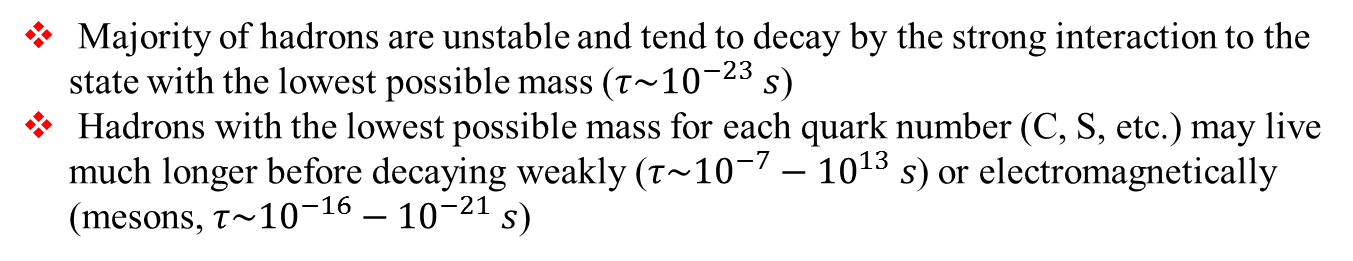 ❖ Majority of hadrons are unstable and tend to decay by the strong interaction to the
state with the lowest possible mass (τ~10⁻²³ s)
❖ Hadrons with the lowest possible mass for each quark number (C, S, etc.) may live
much longer before decaying weakly (τ~10⁻⁷ − 10¹³ s) or electromagnetically
(mesons, τ~10⁻¹⁶ − 10⁻²¹ s)